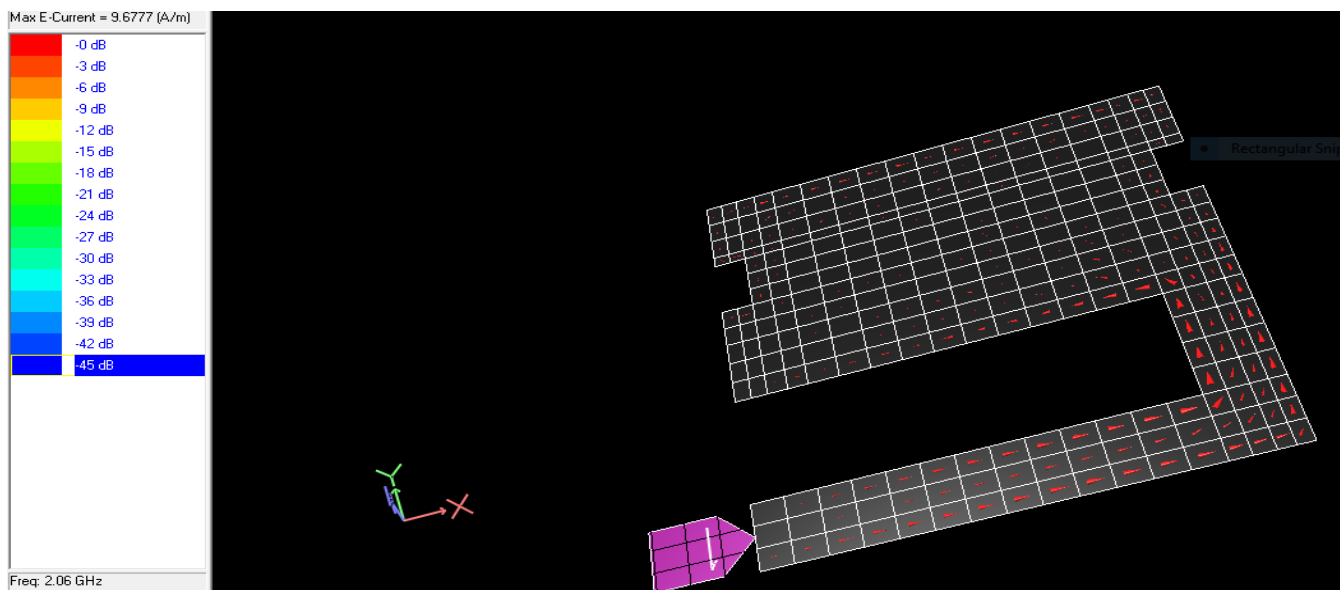 Max E-Current = 9.6777 (A/m)
-0 dB
-3 dB
-6 dB
-9 dB
-12 dB
-15 dB
-18 dB
-21 dB
-24 dB
-27 dB
-30 dB
-33 dB
-36 dB
-39 dB
-42 dB
-45 dB
Rectangular Snip
Y
X
Freq: 2.06 GHz